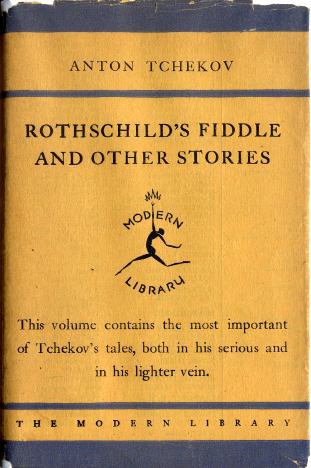 ANTON TCHEKOV
ROTHSCHILD'S FIDDLE
AND OTHER STORIES
MODERN
LIBRARY
This volume contains the most important
of Tchekov's tales, both in his serious and
in his lighter vein.
THE MODERN LIBRARY